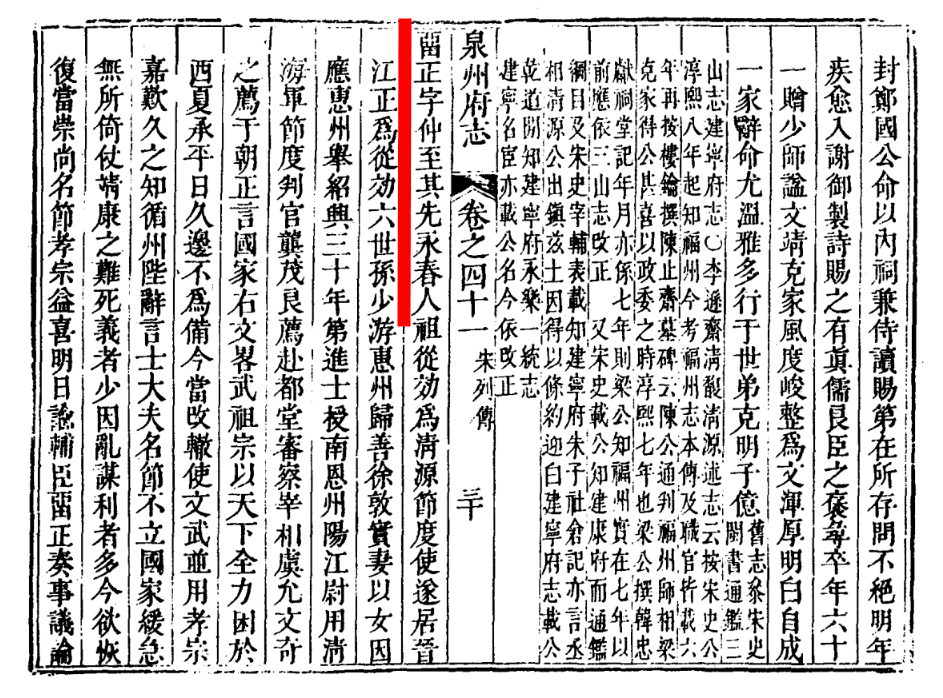 封鄭國公命以内祠兼侍讀賜第在所存問不絕明年
疾愈入謝御製詩賜之有眞儒良臣之褒尋卒年六十
一贈少師諡文靖克家風度峻整爲文渾厚明白自成
一家辭命尤溫雅多行于世弟克明子億
舊志叅宋史
閩書通鑑三
山志建寧府志〇李遜齋淸馥淸源述志云按宋史公
淳熙八年起知福州今考福州志本傳及職官皆載六
年再按樓鑰撰陳止齋墓碑云陳公通判福州師相梁
克家得公甚喜以政委之時淳熙七年也梁公撰韓忠
獻祠堂記年月亦係七年則梁公知福州實在七年以
前應依三山志改正 又宋史載公知建康府而通鑑
綱目及宋史宰輔表載知建寧府朱子社倉記亦言丞
相淸源公出鎭茲土因得以條約迎白建寧府志載公
乾道間知建寧府永樂一統志
建寧名宦亦載公名今依改正
泉州府志
卷之四十一
宋列傳
三十
留正字仲至其先永春人祖從効爲淸源節度使遂居晉
江正爲從効六世孫少游惠州歸善徐敦實妻以女因
應惠州舉紹興三十年第進士授南恩州陽江尉用淸
海軍節度判官龔茂良薦赴都堂審察宰相虞允文奇
之薦于朝正言國家右文畧武祖宗以天下全力困於
西夏承平日久邊不爲備今當改轍使文武並用孝宗
嘉歎久之知循州陛辭言士大夫名節不立國家緩急
無所倚仗靖康之難死義者少因亂謀利者多今欲恢
復當崇尚名節孝宗益喜明日諭輔臣留正奏事議論